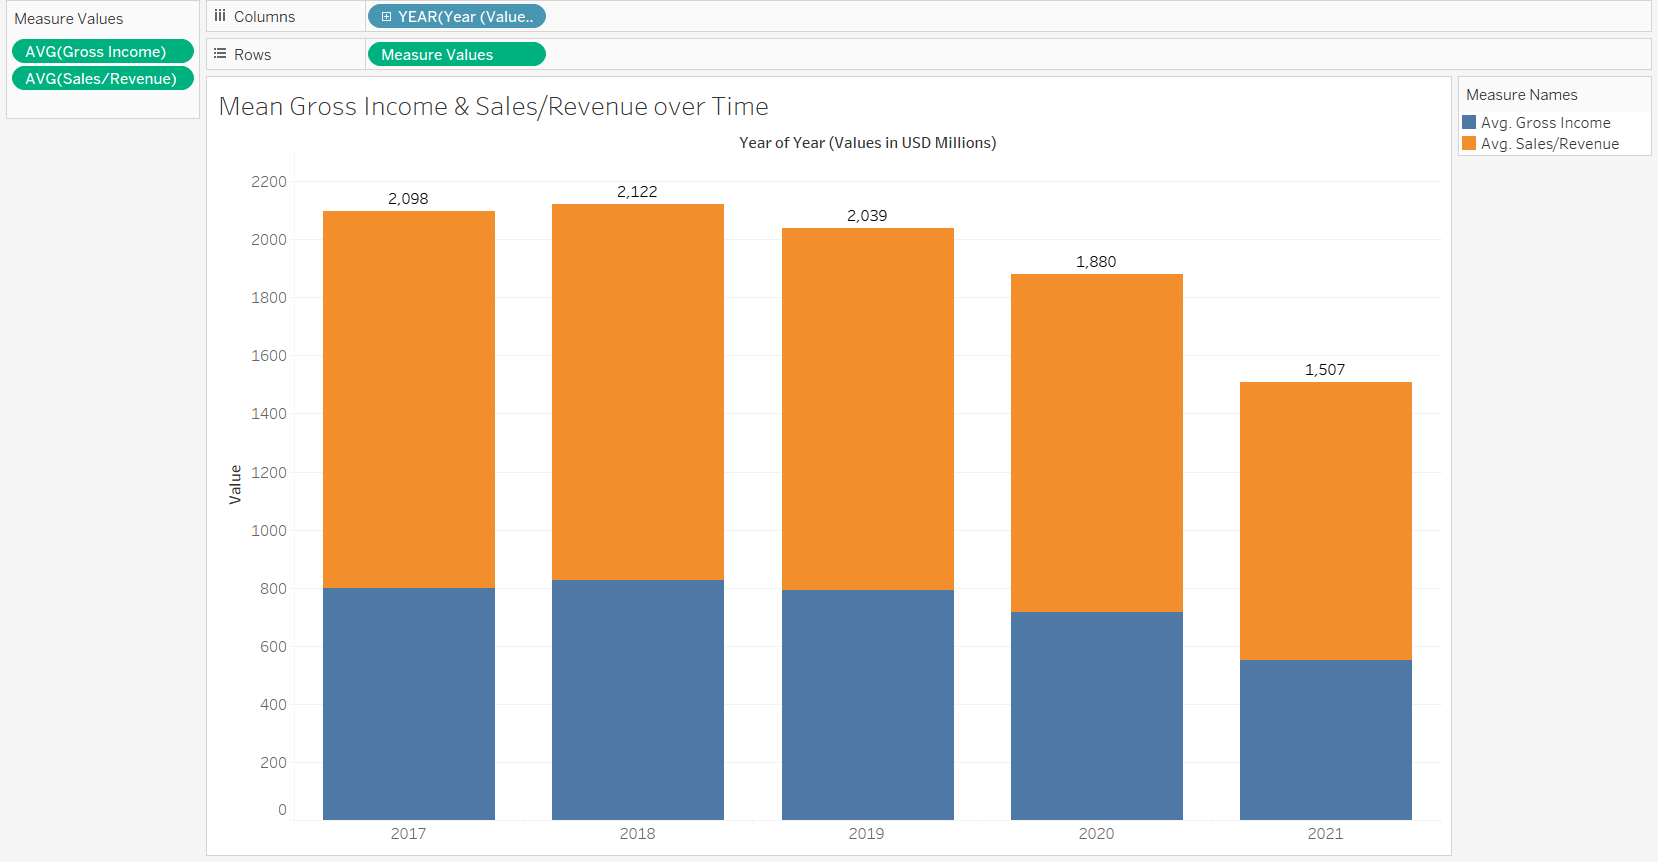 Measure Values
AVG(Gross Income)
AVG(Sales/Revenue)
Columns
YEAR(Year (Value..
Rows
Measure Values
Mean Gross Income & Sales/Revenue over Time
Year of Year (Values in USD Millions)
Value
2200
2000
1800
1600
1400
1200
1000
800
600
400
200
0
2,098
2,122
2,039
1,880
1,507
2017
2018
2019
2020
2021
Measure Names
Avg. Gross Income
Avg. Sales/Revenue